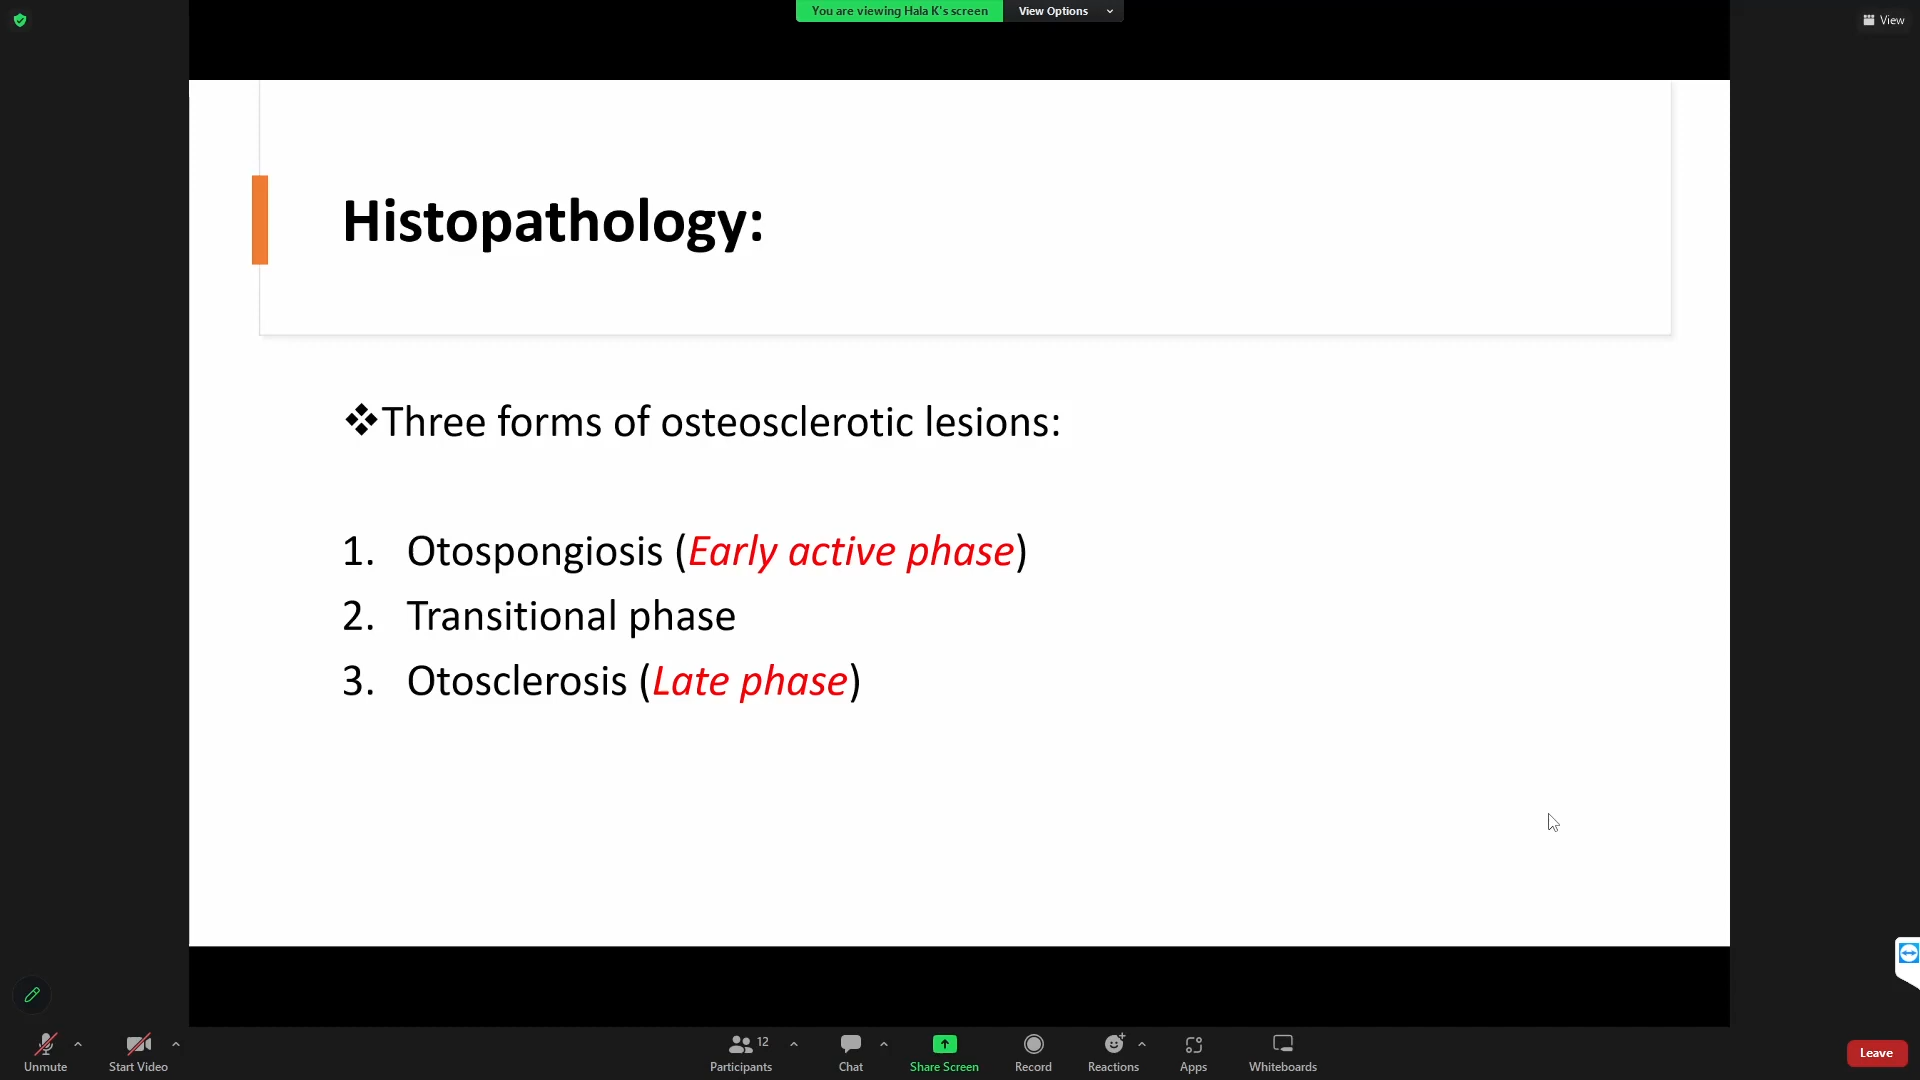 You are viewing Hala K's screen View Options
View
Histopathology:
❖Three forms of osteosclerotic lesions:
1. Otospongiosis (Early active phase)
2. Transitional phase
3. Otosclerosis (Late phase)
12
Unmute Start Video Participants Chat Share Screen Record Reactions Apps Whiteboards Leave